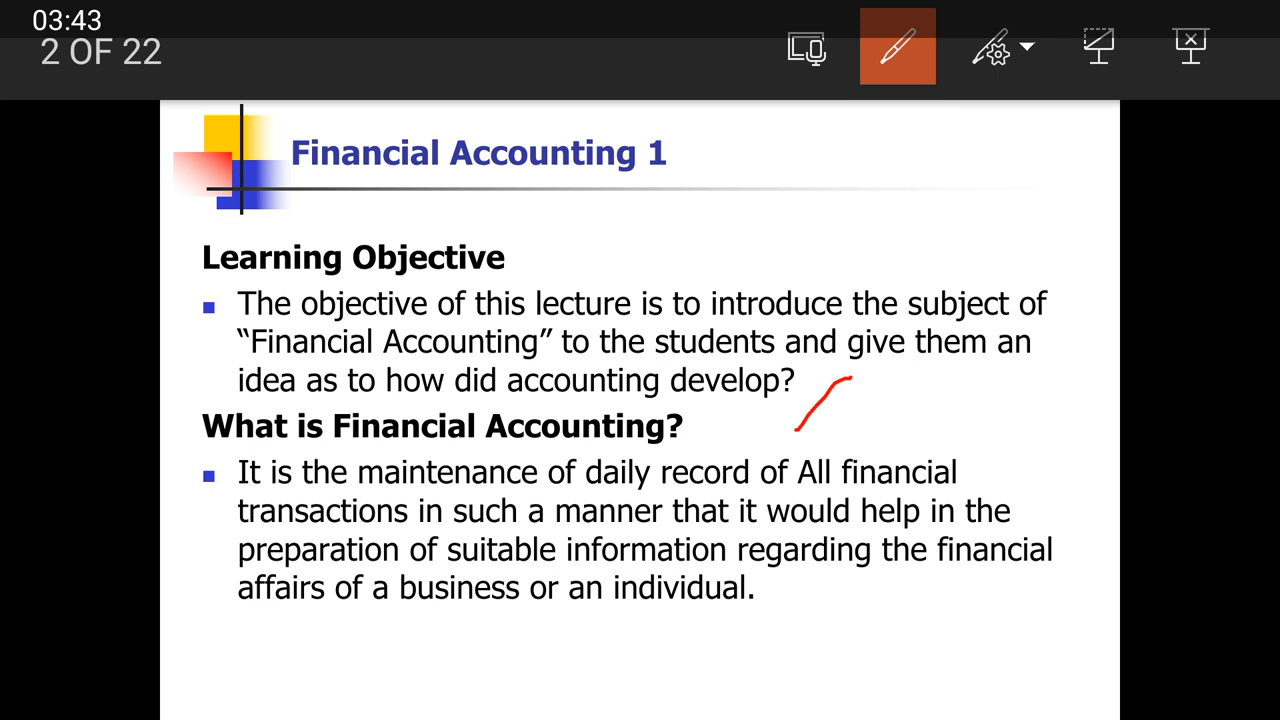 03:43
2 OF 22
Financial Accounting 1
Learning Objective
The objective of this lecture is to introduce the subject of
“Financial Accounting” to the students and give them an
idea as to how did accounting develop?
What is Financial Accounting?
It is the maintenance of daily record of All financial
transactions in such a manner that it would help in the
preparation of suitable information regarding the financial
affairs of a business or an individual.